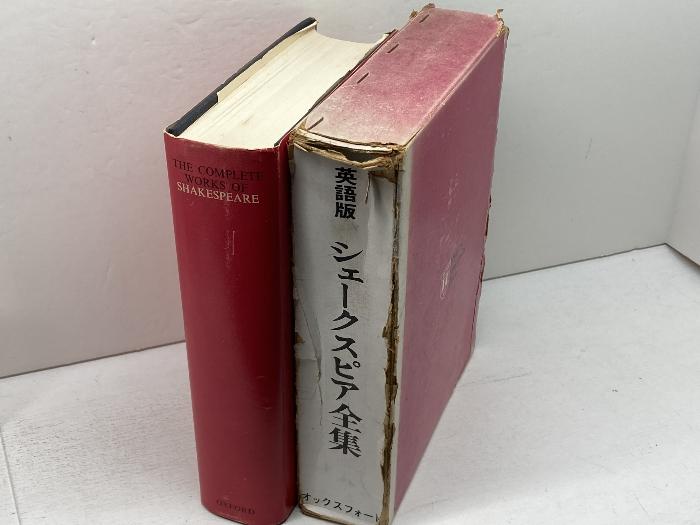 THE COMPLETE
WORKS OF
SHAKESPEARE
OXFORD
英語版
シェークスピア全集
オックスフォード